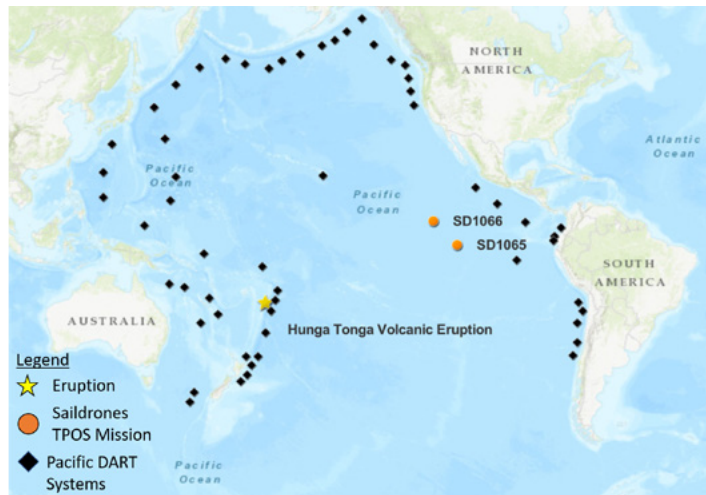 NORTH
AMERICA
Atlantic
Ocean
Pacific
Ocean
Pacific
Ocean
SD1066
SD1065
SOUTH
AMERICA
AUSTRALIA
Hunga Tonga Volcanic Eruption
Legend
Eruption
Saildrones
TPOS Mission
Pacific DART
Systems
Pacific
Ocean